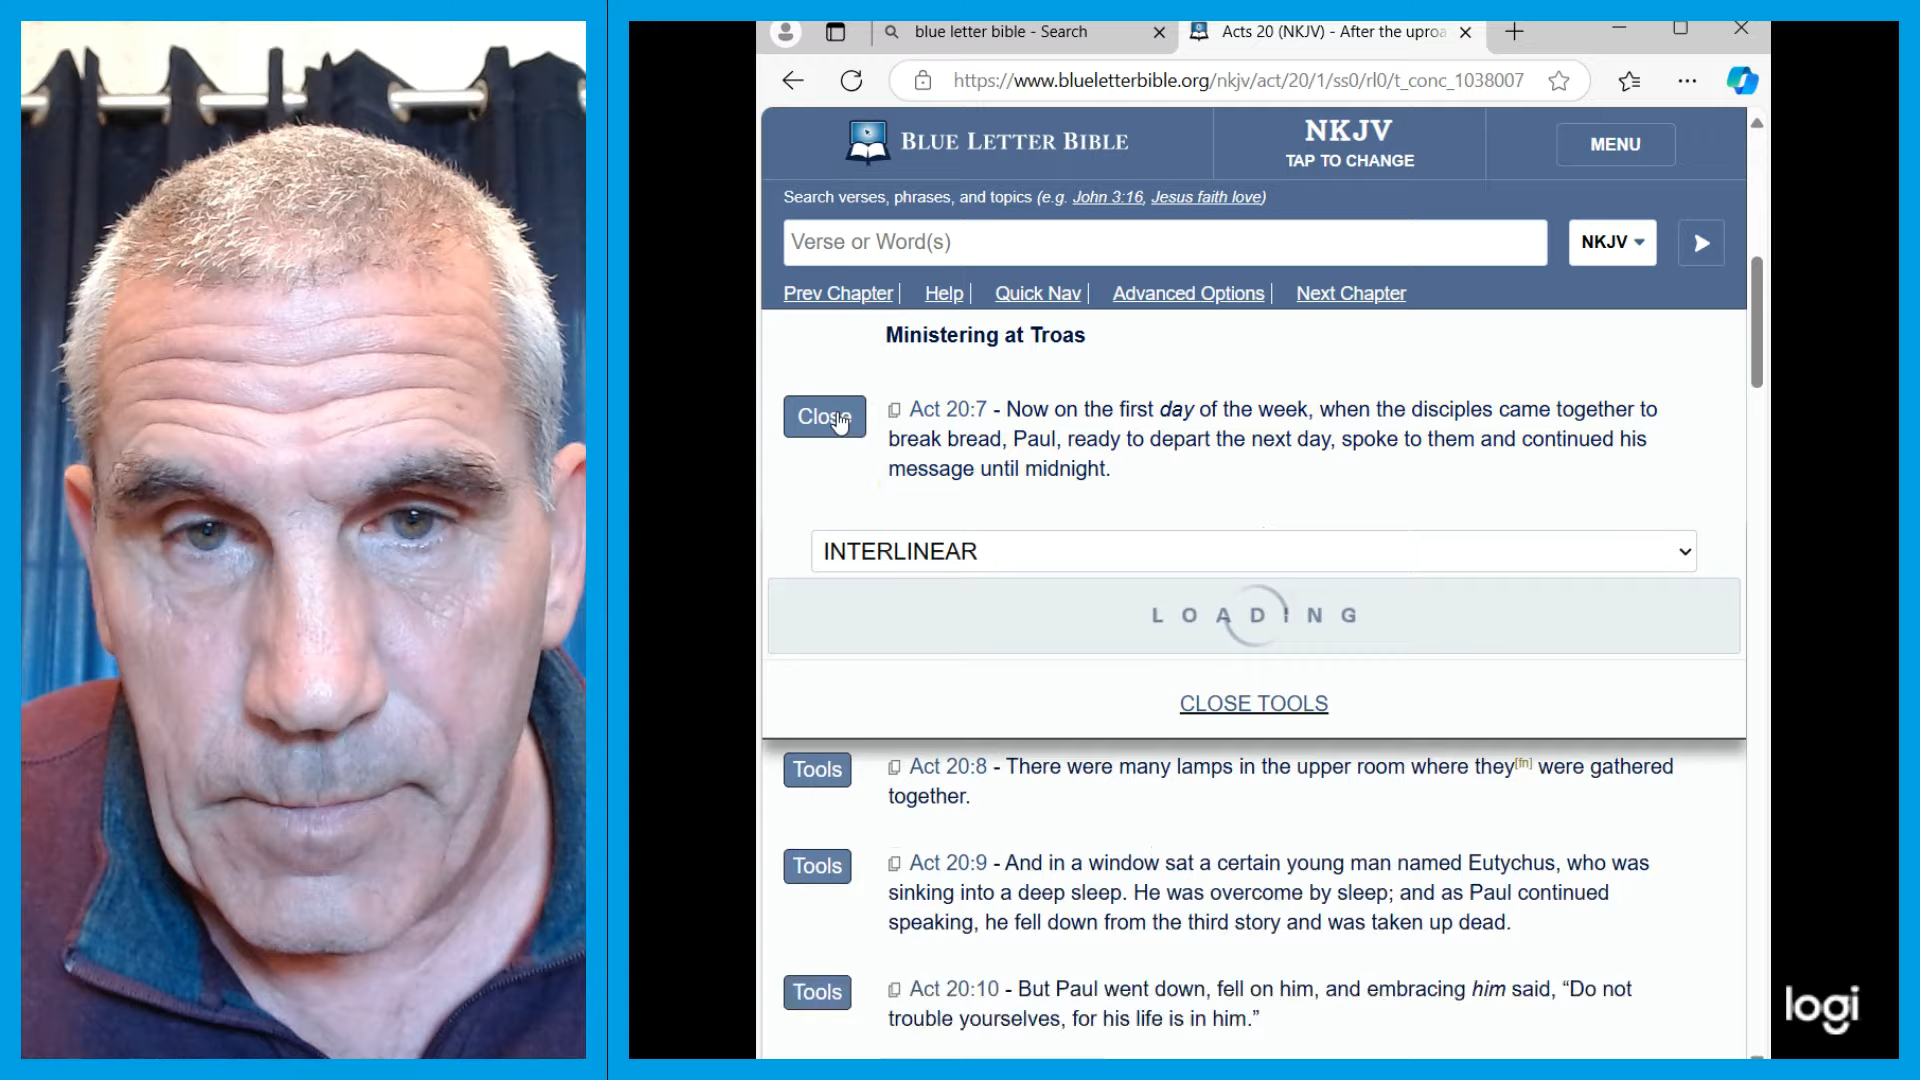 blue letter bible - Search
Acts 20 (NKJV) - After the uproa
https://www.blueletterbible.org/nkjv/act/20/1/ss0/rl0/t_conc_1038007
BLUE LETTER BIBLE
NKJV
TAP TO CHANGE
MENU
Search verses, phrases, and topics (e.g. John 3:16, Jesus faith love)
Verse or Word(s)
NKJV
Prev Chapter | Help | Quick Nav | Advanced Options | Next Chapter
Ministering at Troas
Close
Act 20:7 - Now on the first day of the week, when the disciples came together to
break bread, Paul, ready to depart the next day, spoke to them and continued his
message until midnight.
INTERLINEAR
LOADING
CLOSE TOOLS
Tools
Act 20:8 - There were many lamps in the upper room where they[fn] were gathered
together.
Tools
Act 20:9 - And in a window sat a certain young man named Eutychus, who was
sinking into a deep sleep. He was overcome by sleep; and as Paul continued
speaking, he fell down from the third story and was taken up dead.
Tools
Act 20:10 - But Paul went down, fell on him, and embracing him said, “Do not
trouble yourselves, for his life is in him.”
logi